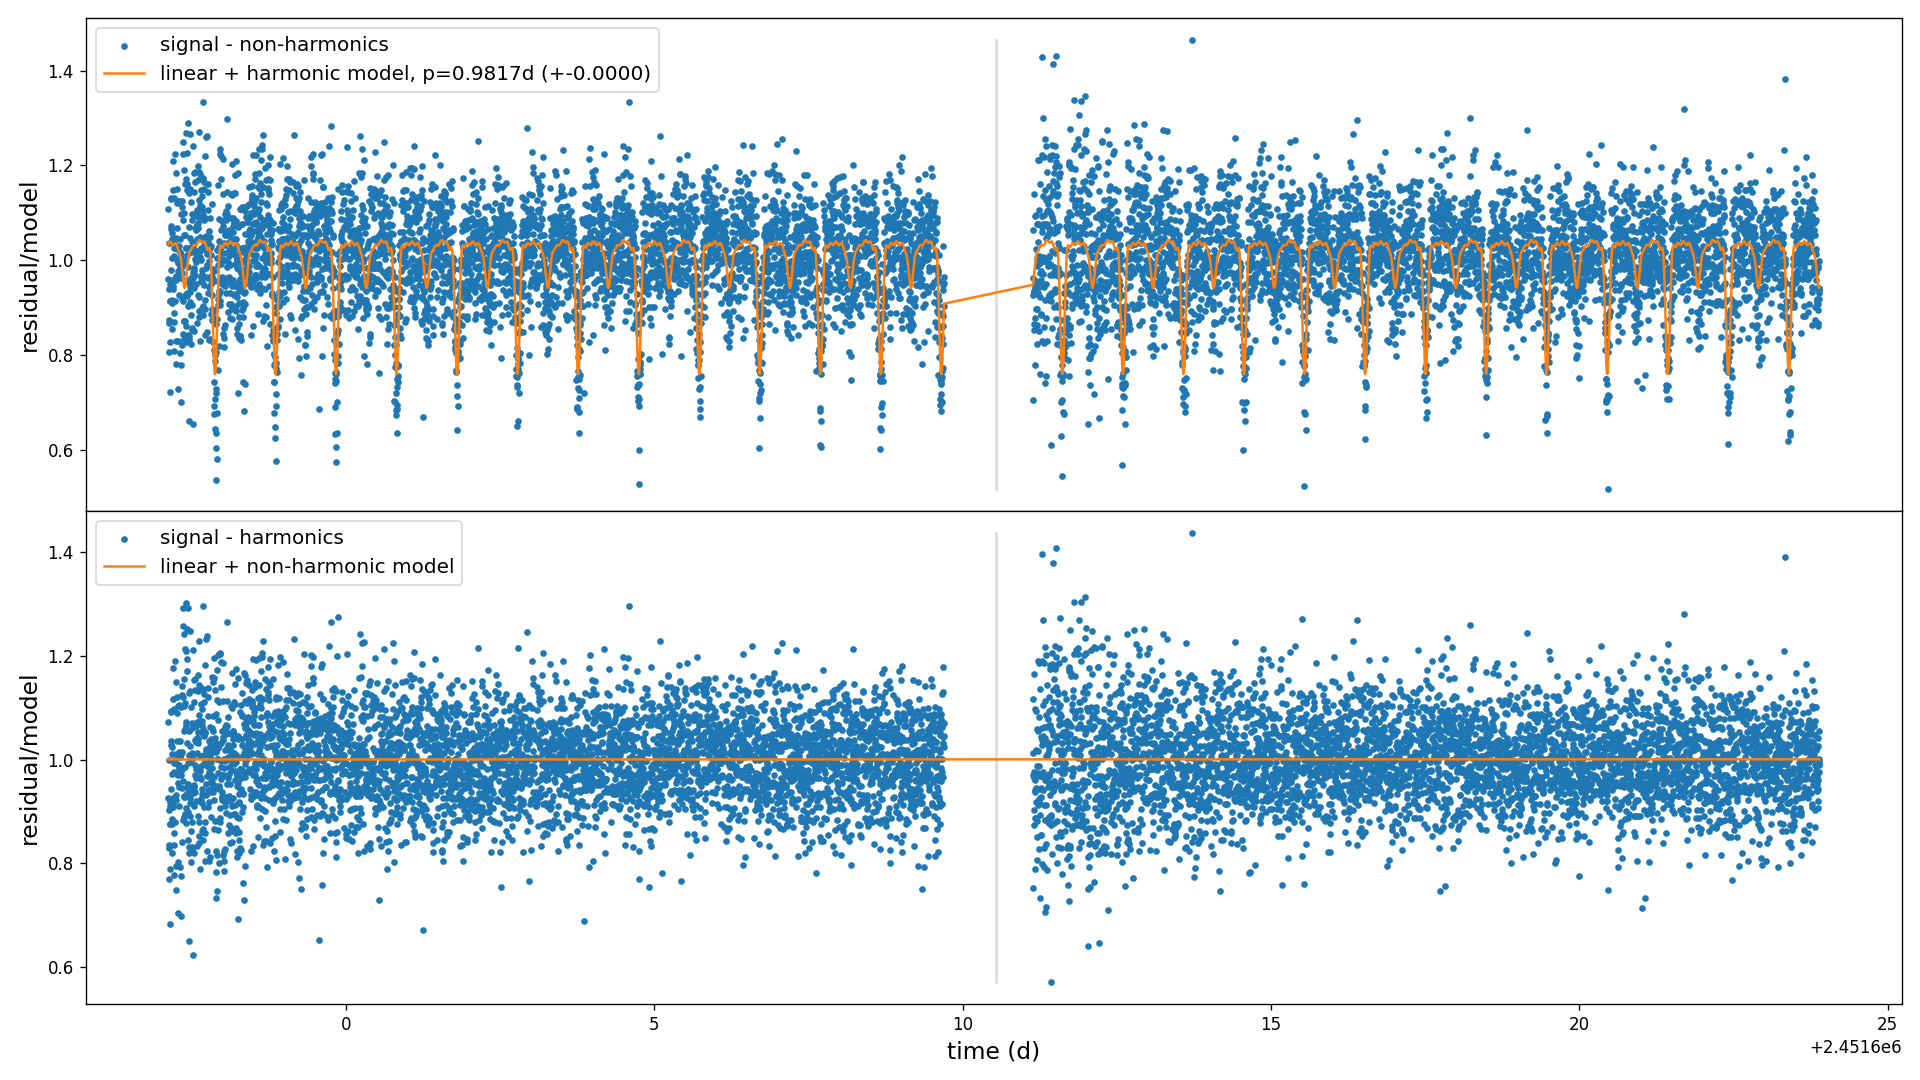 signal - non-harmonics
linear + harmonic model, p=0.9817d (+-0.0000)
residual/model
1.4
1.2
1.0
0.8
0.6
signal - harmonics
linear + non-harmonic model
residual/model
1.4
1.2
1.0
0.8
0.6
0 5 10 15 20 25
time (d)
+2.4516e6